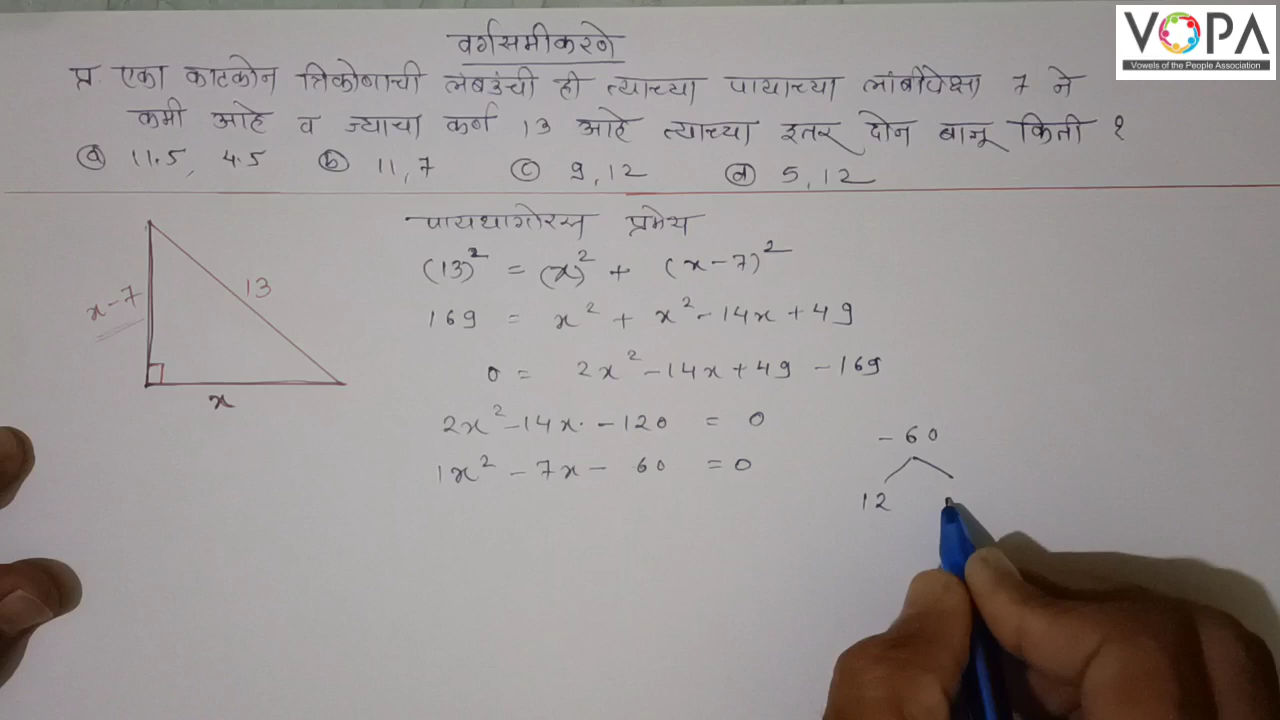 वर्गसमीकरणे
VOPA
Vowels of the People Association
प्र. एका काटकोन त्रिकोणाची लंबउंची ही त्याच्या पायाच्या लांबीपेक्षा 7 ने
कमी आहे व ज्याचा कर्ण 13 आहे त्याच्या इतर दोन बाजू किती ?
ⓐ 11.5, 4.5 ⓑ 11,7 ⓒ 9,12 ⓓ 5,12
पायथागोरस प्रमेय
(13)² = (x)² + (x-7)²
169 = x² + x² - 14x + 49
0 = 2x² - 14x + 49 - 169
2x² - 14x - 120 = 0
1x² - 7x - 60 = 0
x-7
13
x
- 60
12